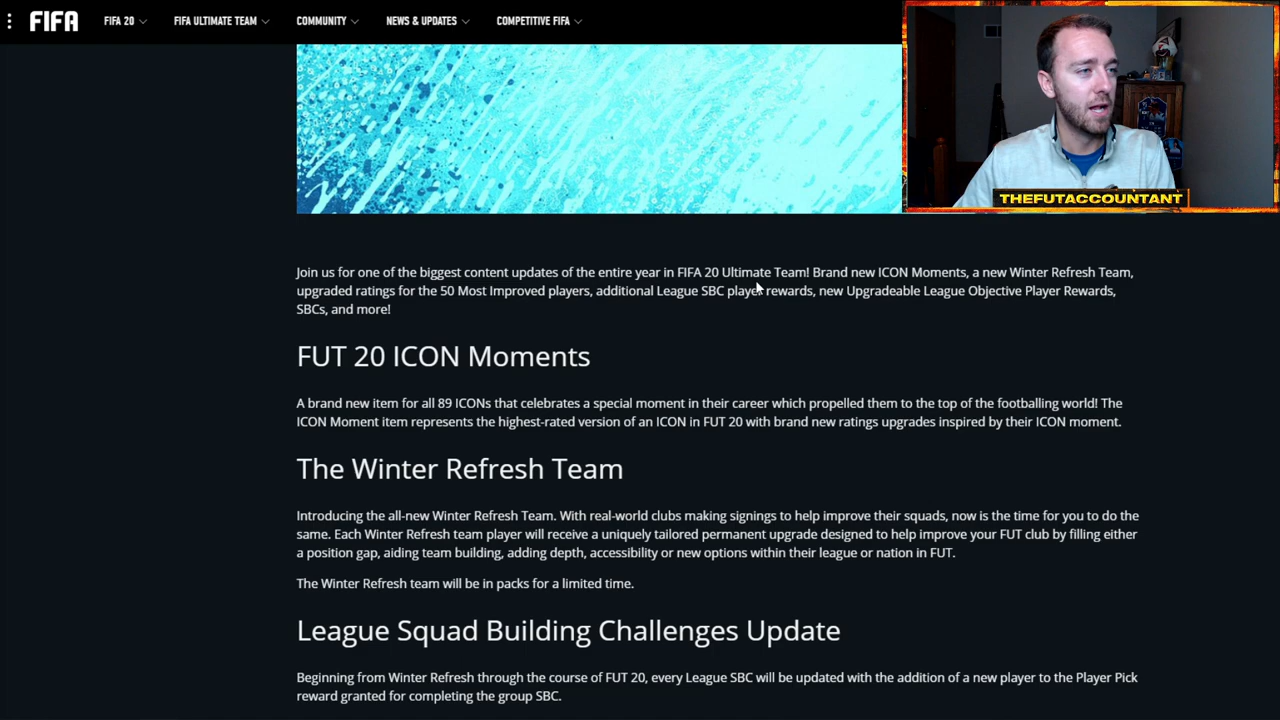 FIFA
FIFA 20
FIFA ULTIMATE TEAM
COMMUNITY
NEWS & UPDATES
COMPETITIVE FIFA
THEFUTACCOUNTANT
Join us for one of the biggest content updates of the entire year in FIFA 20 Ultimate Team! Brand new ICON Moments, a new Winter Refresh Team,
upgraded ratings for the 50 Most Improved players, additional League SBC player rewards, new Upgradeable League Objective Player Rewards,
SBCs, and more!
FUT 20 ICON Moments
A brand new item for all 89 ICONs that celebrates a special moment in their career which propelled them to the top of the footballing world! The
ICON Moment item represents the highest-rated version of an ICON in FUT 20 with brand new ratings upgrades inspired by their ICON moment.
The Winter Refresh Team
Introducing the all-new Winter Refresh Team. With real-world clubs making signings to help improve their squads, now is the time for you to do the
same. Each Winter Refresh team player will receive a uniquely tailored permanent upgrade designed to help improve your FUT club by filling either
a position gap, aiding team building, adding depth, accessibility or new options within their league or nation in FUT.
The Winter Refresh team will be in packs for a limited time.
League Squad Building Challenges Update
Beginning from Winter Refresh through the course of FUT 20, every League SBC will be updated with the addition of a new player to the Player Pick
reward granted for completing the group SBC.